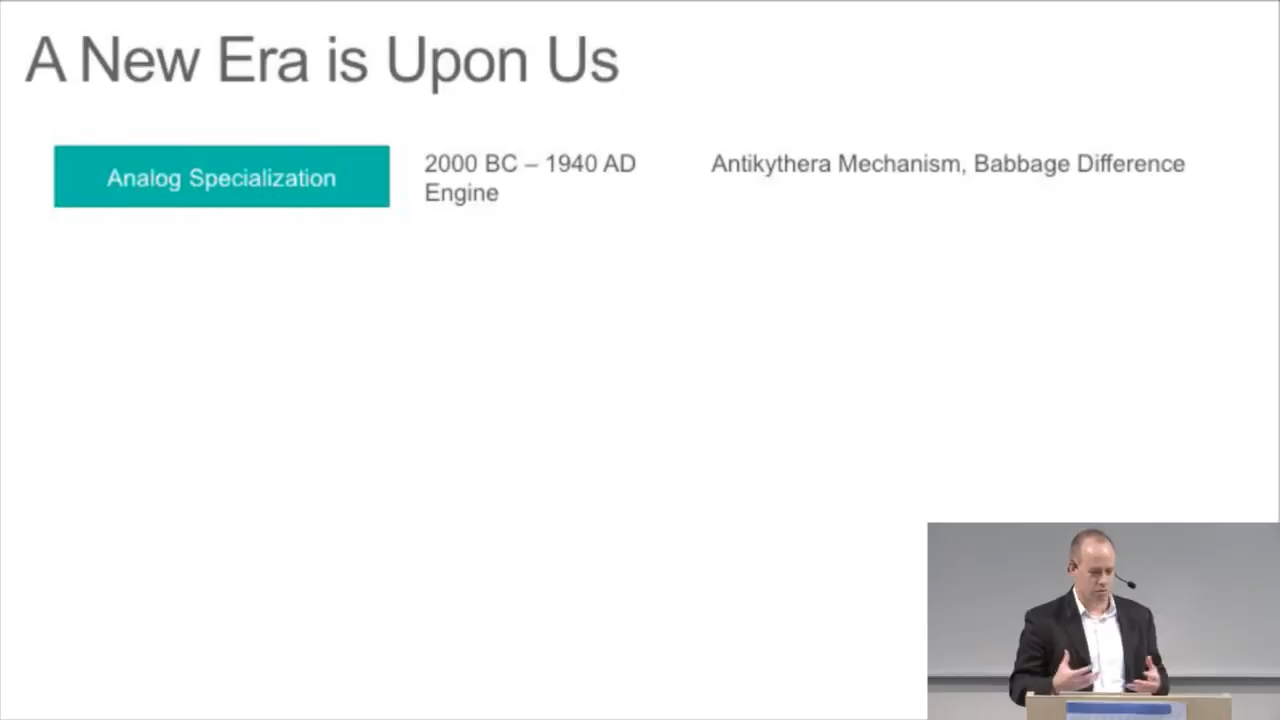 A New Era is Upon Us
Analog Specialization
2000 BC – 1940 AD Antikythera Mechanism, Babbage Difference
Engine